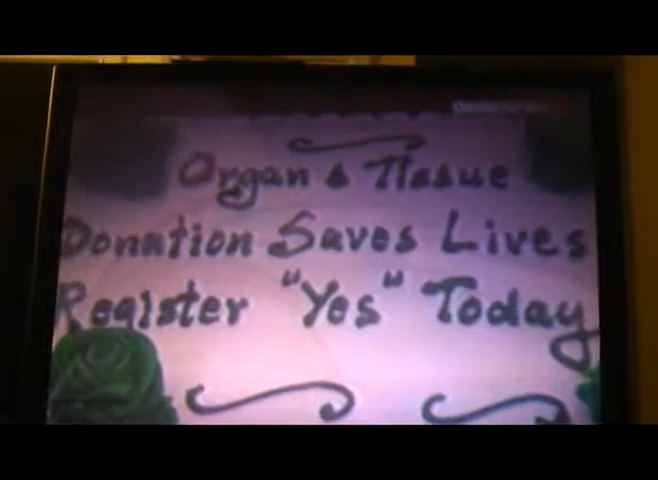 Organ & Tissue
Donation Saves Lives
Register "Yes" Today